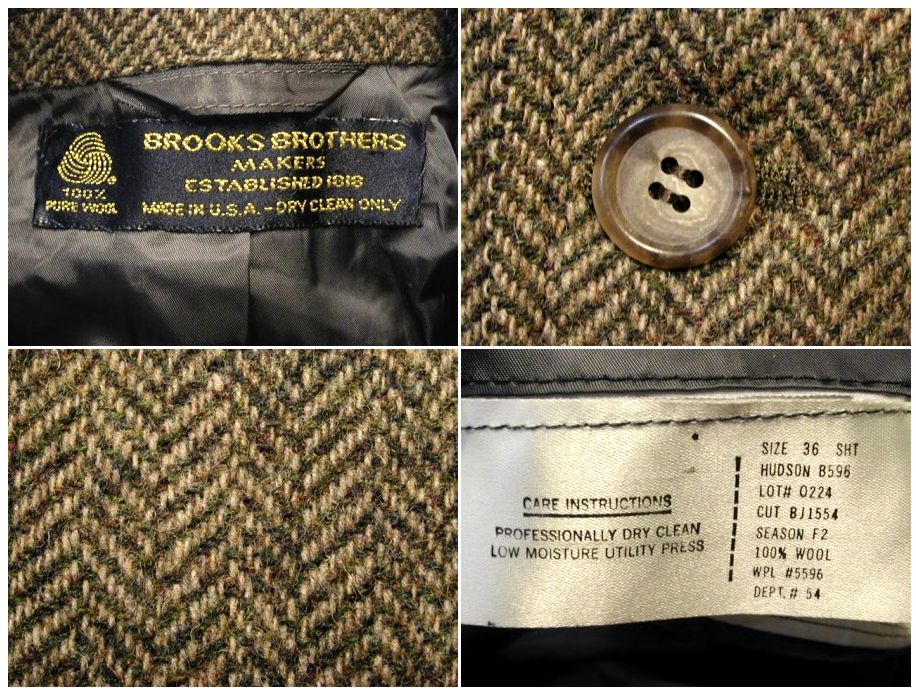 BROOKS BROTHERS
MAKERS
ESTABLISHED 1818
100%
PURE WOOL
MADE IN U.S.A. - DRY CLEAN ONLY
CARE INSTRUCTIONS
PROFESSIONALLY DRY CLEAN
LOW MOISTURE UTILITY PRESS
SIZE 36 SHT
HUDSON B596
LOT# 0224
CUT BJ1554
SEASON F2
100% WOOL
WPL #5596
DEPT.# 54